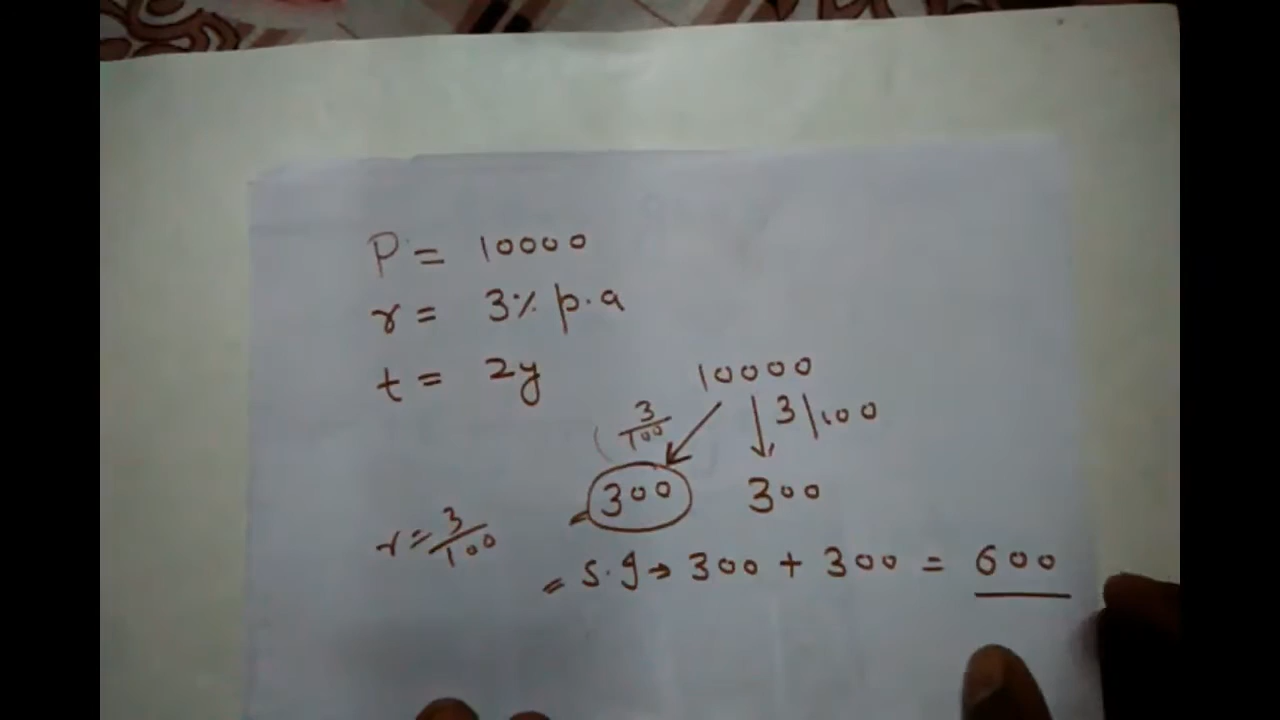 P = 10000
r = 3% p.a
t = 2y
10000
3/100 3/100
300 300
r = 3/100
= S.I → 300 + 300 = 600